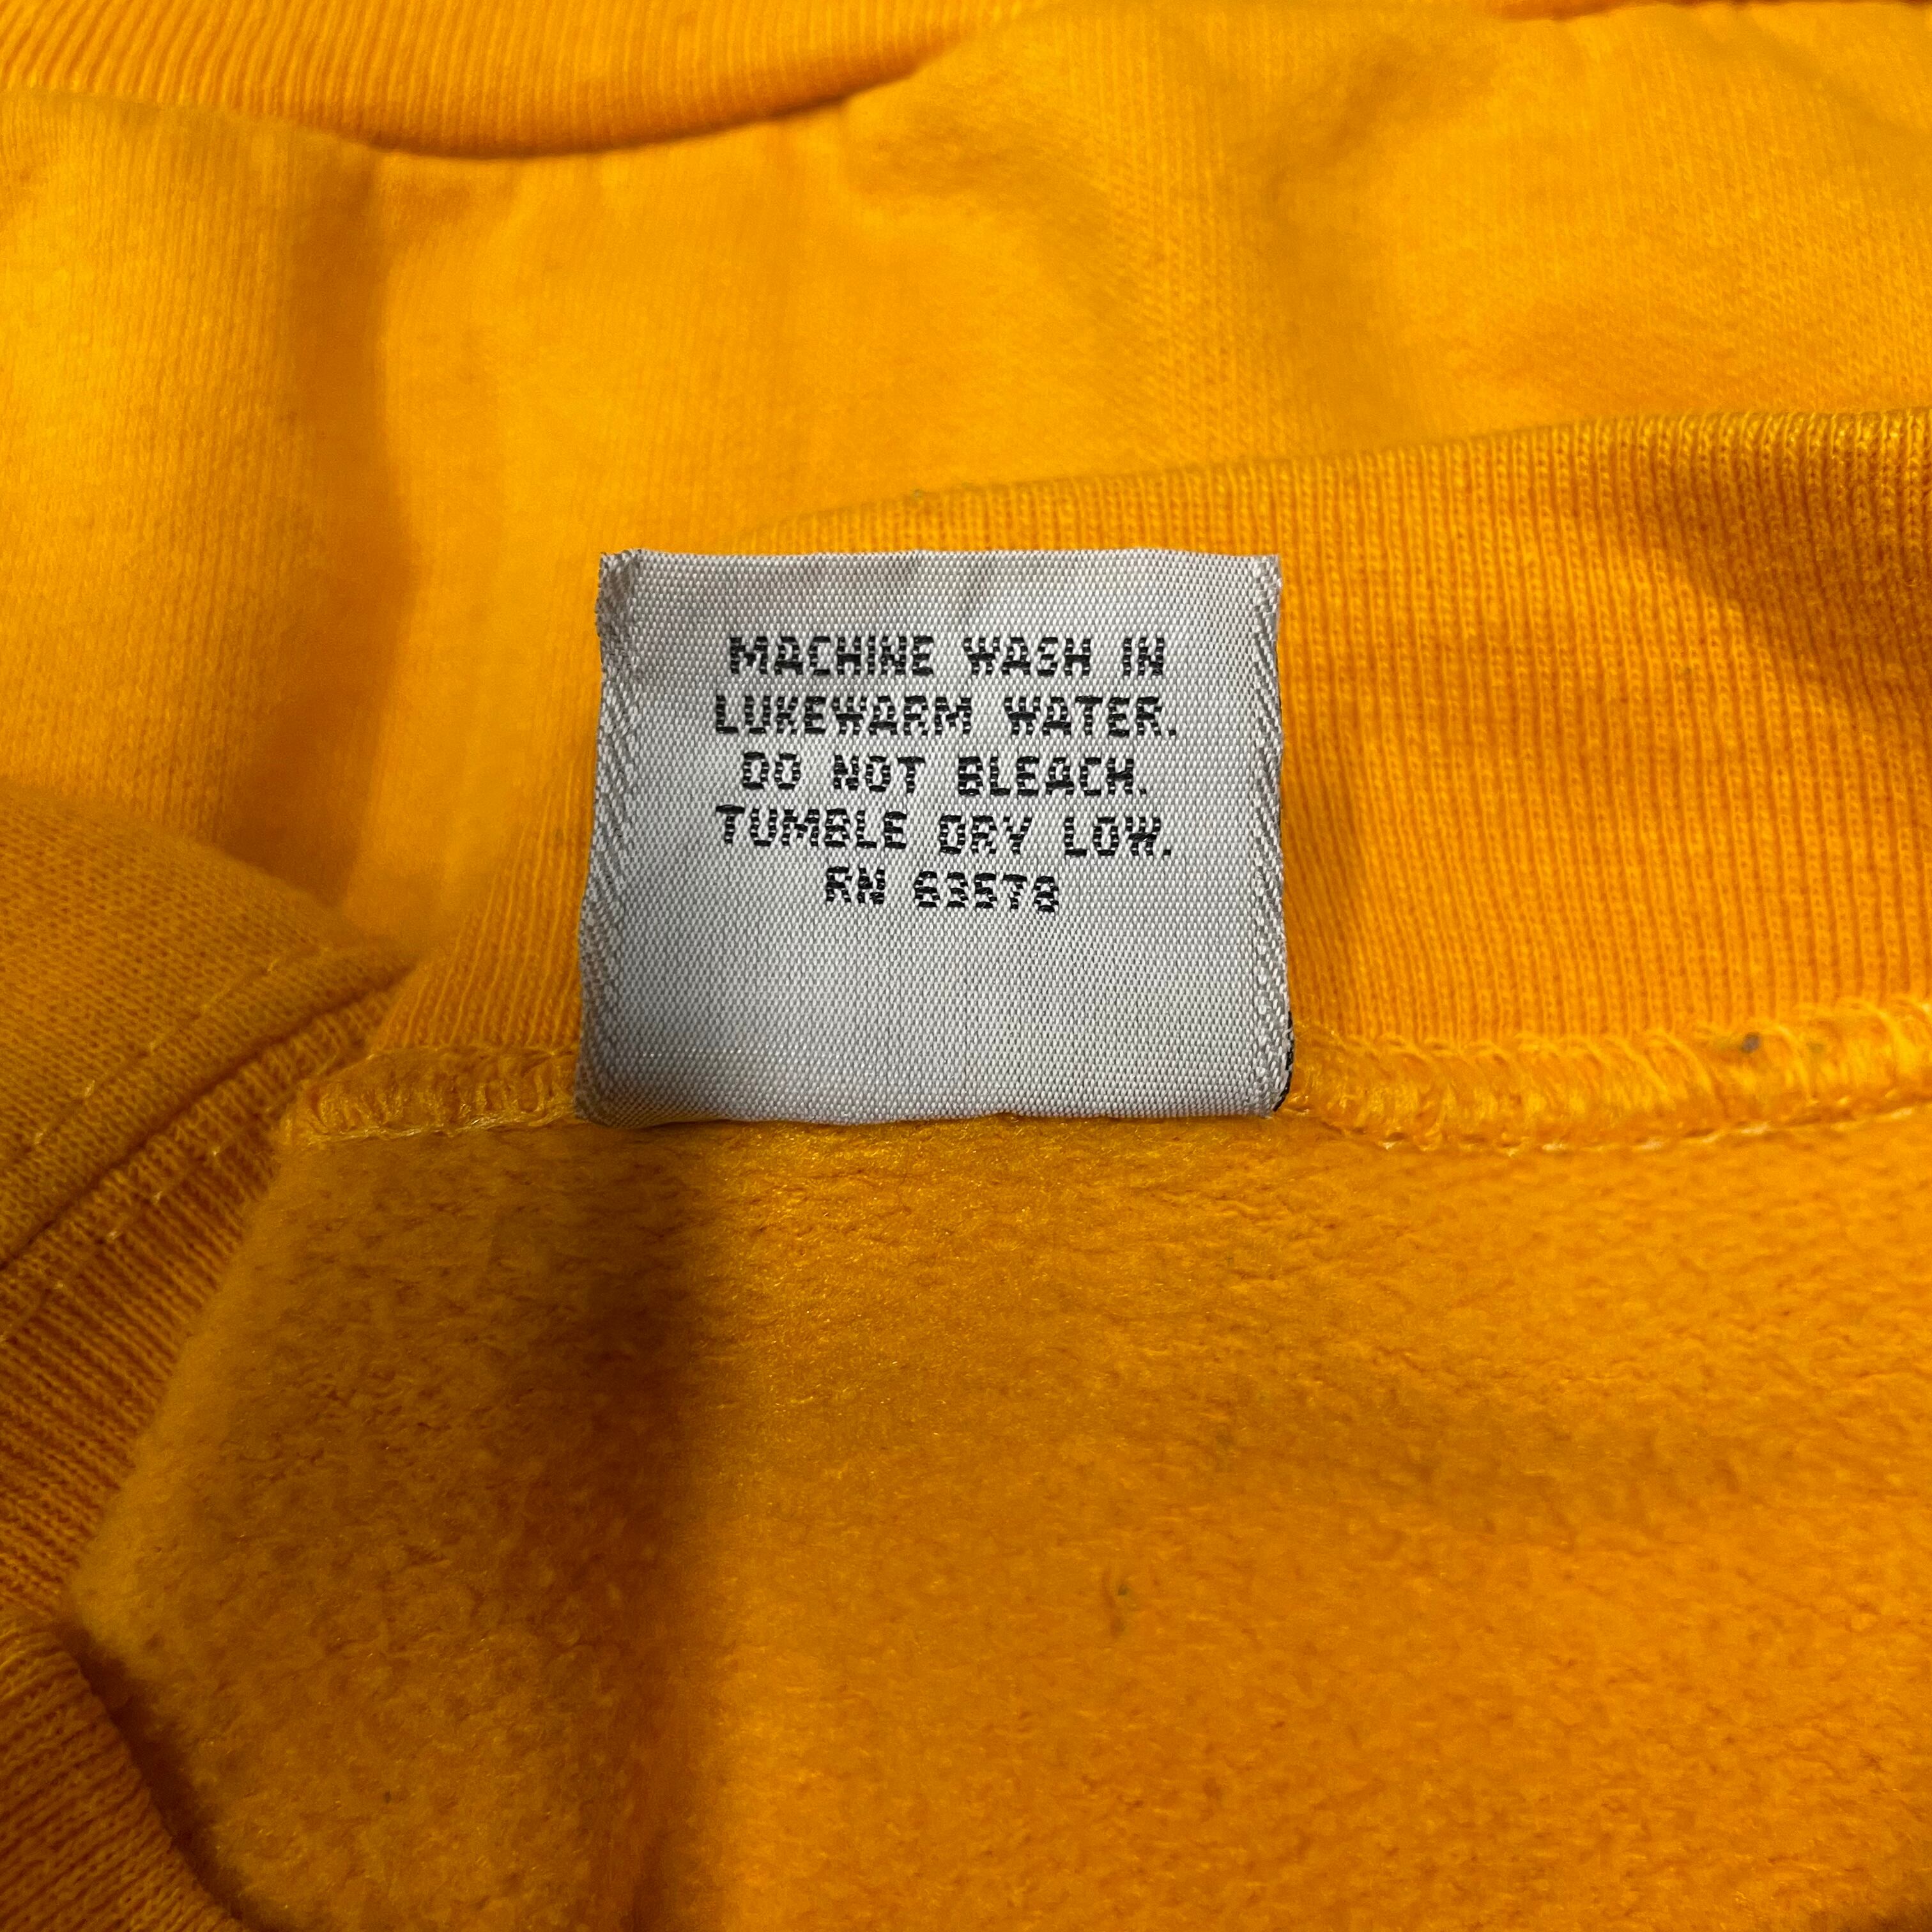 MACHINE WASH IN
LUKEWARM WATER.
DO NOT BLEACH.
TUMBLE DRY LOW.
RN 63578